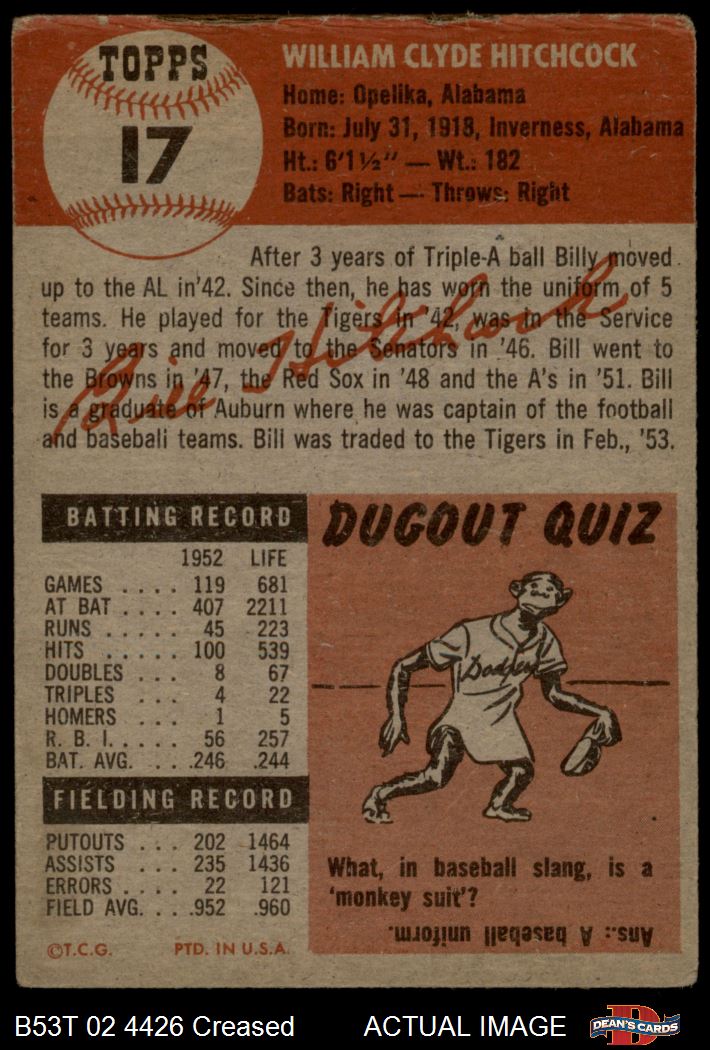 TOPPS
17
WILLIAM CLYDE HITCHCOCK
Home: Opelika, Alabama
Born: July 31, 1918, Inverness, Alabama
Ht.: 6'1½" — Wt.: 182
Bats: Right — Throws: Right
After 3 years of Triple-A ball Billy moved
up to the AL in '42. Since then, he has worn the uniform of 5
teams. He played for the Tigers in '42, was in the Service
for 3 years and moved to the Senators in '46. Bill went to
the Browns in '47, the Red Sox in '48 and the A's in '51. Bill
is a graduate of Auburn where he was captain of the football
and baseball teams. Bill was traded to the Tigers in Feb., '53.
Bill Hitchcock
BATTING RECORD
1952 LIFE
GAMES .... 119 681
AT BAT .... 407 2211
RUNS ..... 45 223
HITS ..... 100 539
DOUBLES ... 8 67
TRIPLES ... 4 22
HOMERS ... 1 5
R. B. I. .... 56 257
BAT. AVG. ... .246 .244
FIELDING RECORD
PUTOUTS ... 202 1464
ASSISTS ... 235 1436
ERRORS .... 22 121
FIELD AVG. ... .952 .960
©T.C.G. PTD. IN U.S.A.
DUGOUT QUIZ
Dodgers
What, in baseball slang, is a
'monkey suit'?
Ans.: A baseball uniform.
B53T 02 4426 Creased ACTUAL IMAGE
D
DEAN'S CARDS